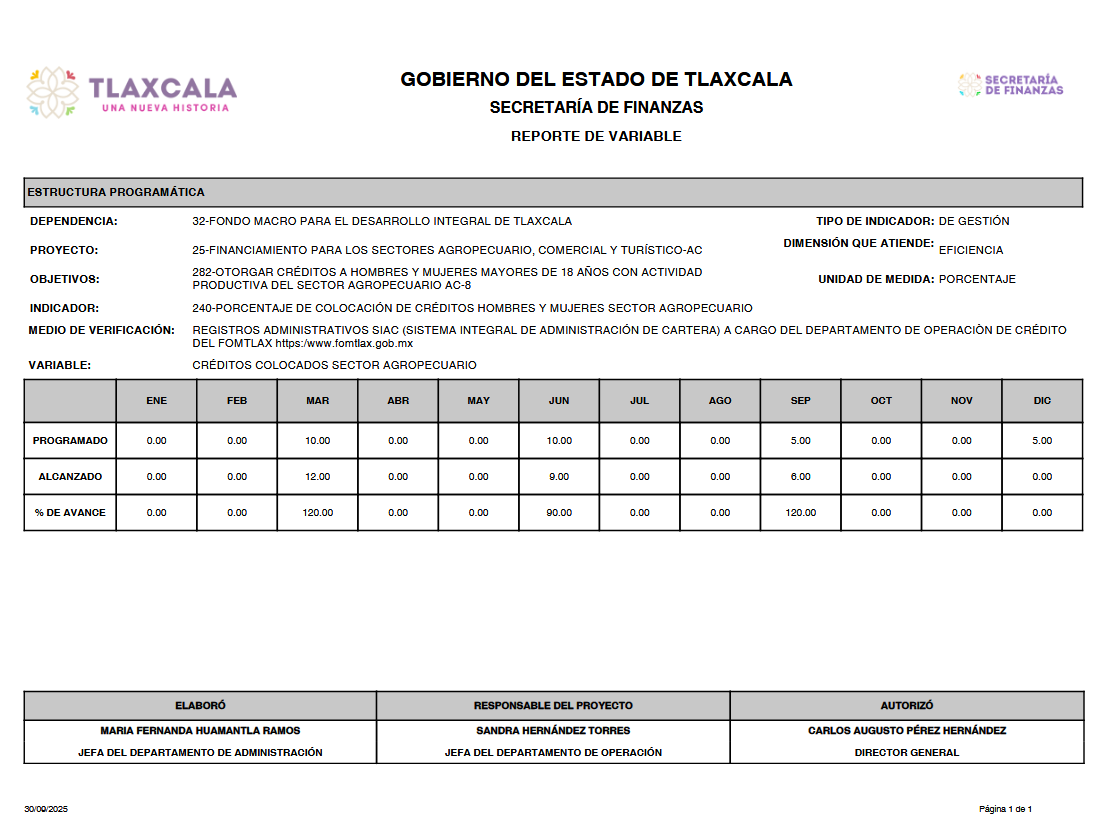 TLAXCALA
UNA NUEVA HISTORIA
GOBIERNO DEL ESTADO DE TLAXCALA
SECRETARÍA DE FINANZAS
REPORTE DE VARIABLE
SECRETARÍA
DE FINANZAS
ESTRUCTURA PROGRAMÁTICA
DEPENDENCIA: 32-FONDO MACRO PARA EL DESARROLLO INTEGRAL DE TLAXCALA TIPO DE INDICADOR: DE GESTIÓN
PROYECTO: 25-FINANCIAMIENTO PARA LOS SECTORES AGROPECUARIO, COMERCIAL Y TURÍSTICO-AC DIMENSIÓN QUE ATIENDE: EFICIENCIA
OBJETIVOS: 282-OTORGAR CRÉDITOS A HOMBRES Y MUJERES MAYORES DE 18 AÑOS CON ACTIVIDAD
PRODUCTIVA DEL SECTOR AGROPECUARIO AC-8 UNIDAD DE MEDIDA: PORCENTAJE
INDICADOR: 240-PORCENTAJE DE COLOCACIÓN DE CRÉDITOS HOMBRES Y MUJERES SECTOR AGROPECUARIO
MEDIO DE VERIFICACIÓN: REGISTROS ADMINISTRATIVOS SIAC (SISTEMA INTEGRAL DE ADMINISTRACIÓN DE CARTERA) A CARGO DEL DEPARTAMENTO DE OPERACIÒN DE CRÉDITO
DEL FOMTLAX https:/www.fomtlax.gob.mx
VARIABLE: CRÉDITOS COLOCADOS SECTOR AGROPECUARIO
ENE FEB MAR ABR MAY JUN JUL AGO SEP OCT NOV DIC
PROGRAMADO 0.00 0.00 10.00 0.00 0.00 10.00 0.00 0.00 5.00 0.00 0.00 5.00
ALCANZADO 0.00 0.00 12.00 0.00 0.00 9.00 0.00 0.00 6.00 0.00 0.00 0.00
% DE AVANCE 0.00 0.00 120.00 0.00 0.00 90.00 0.00 0.00 120.00 0.00 0.00 0.00
ELABORÓ RESPONSABLE DEL PROYECTO AUTORIZÓ
MARIA FERNANDA HUAMANTLA RAMOS SANDRA HERNÁNDEZ TORRES CARLOS AUGUSTO PÉREZ HERNÁNDEZ
JEFA DEL DEPARTAMENTO DE ADMINISTRACIÓN JEFA DEL DEPARTAMENTO DE OPERACIÓN DIRECTOR GENERAL
30/09/2025 Página 1 de 1